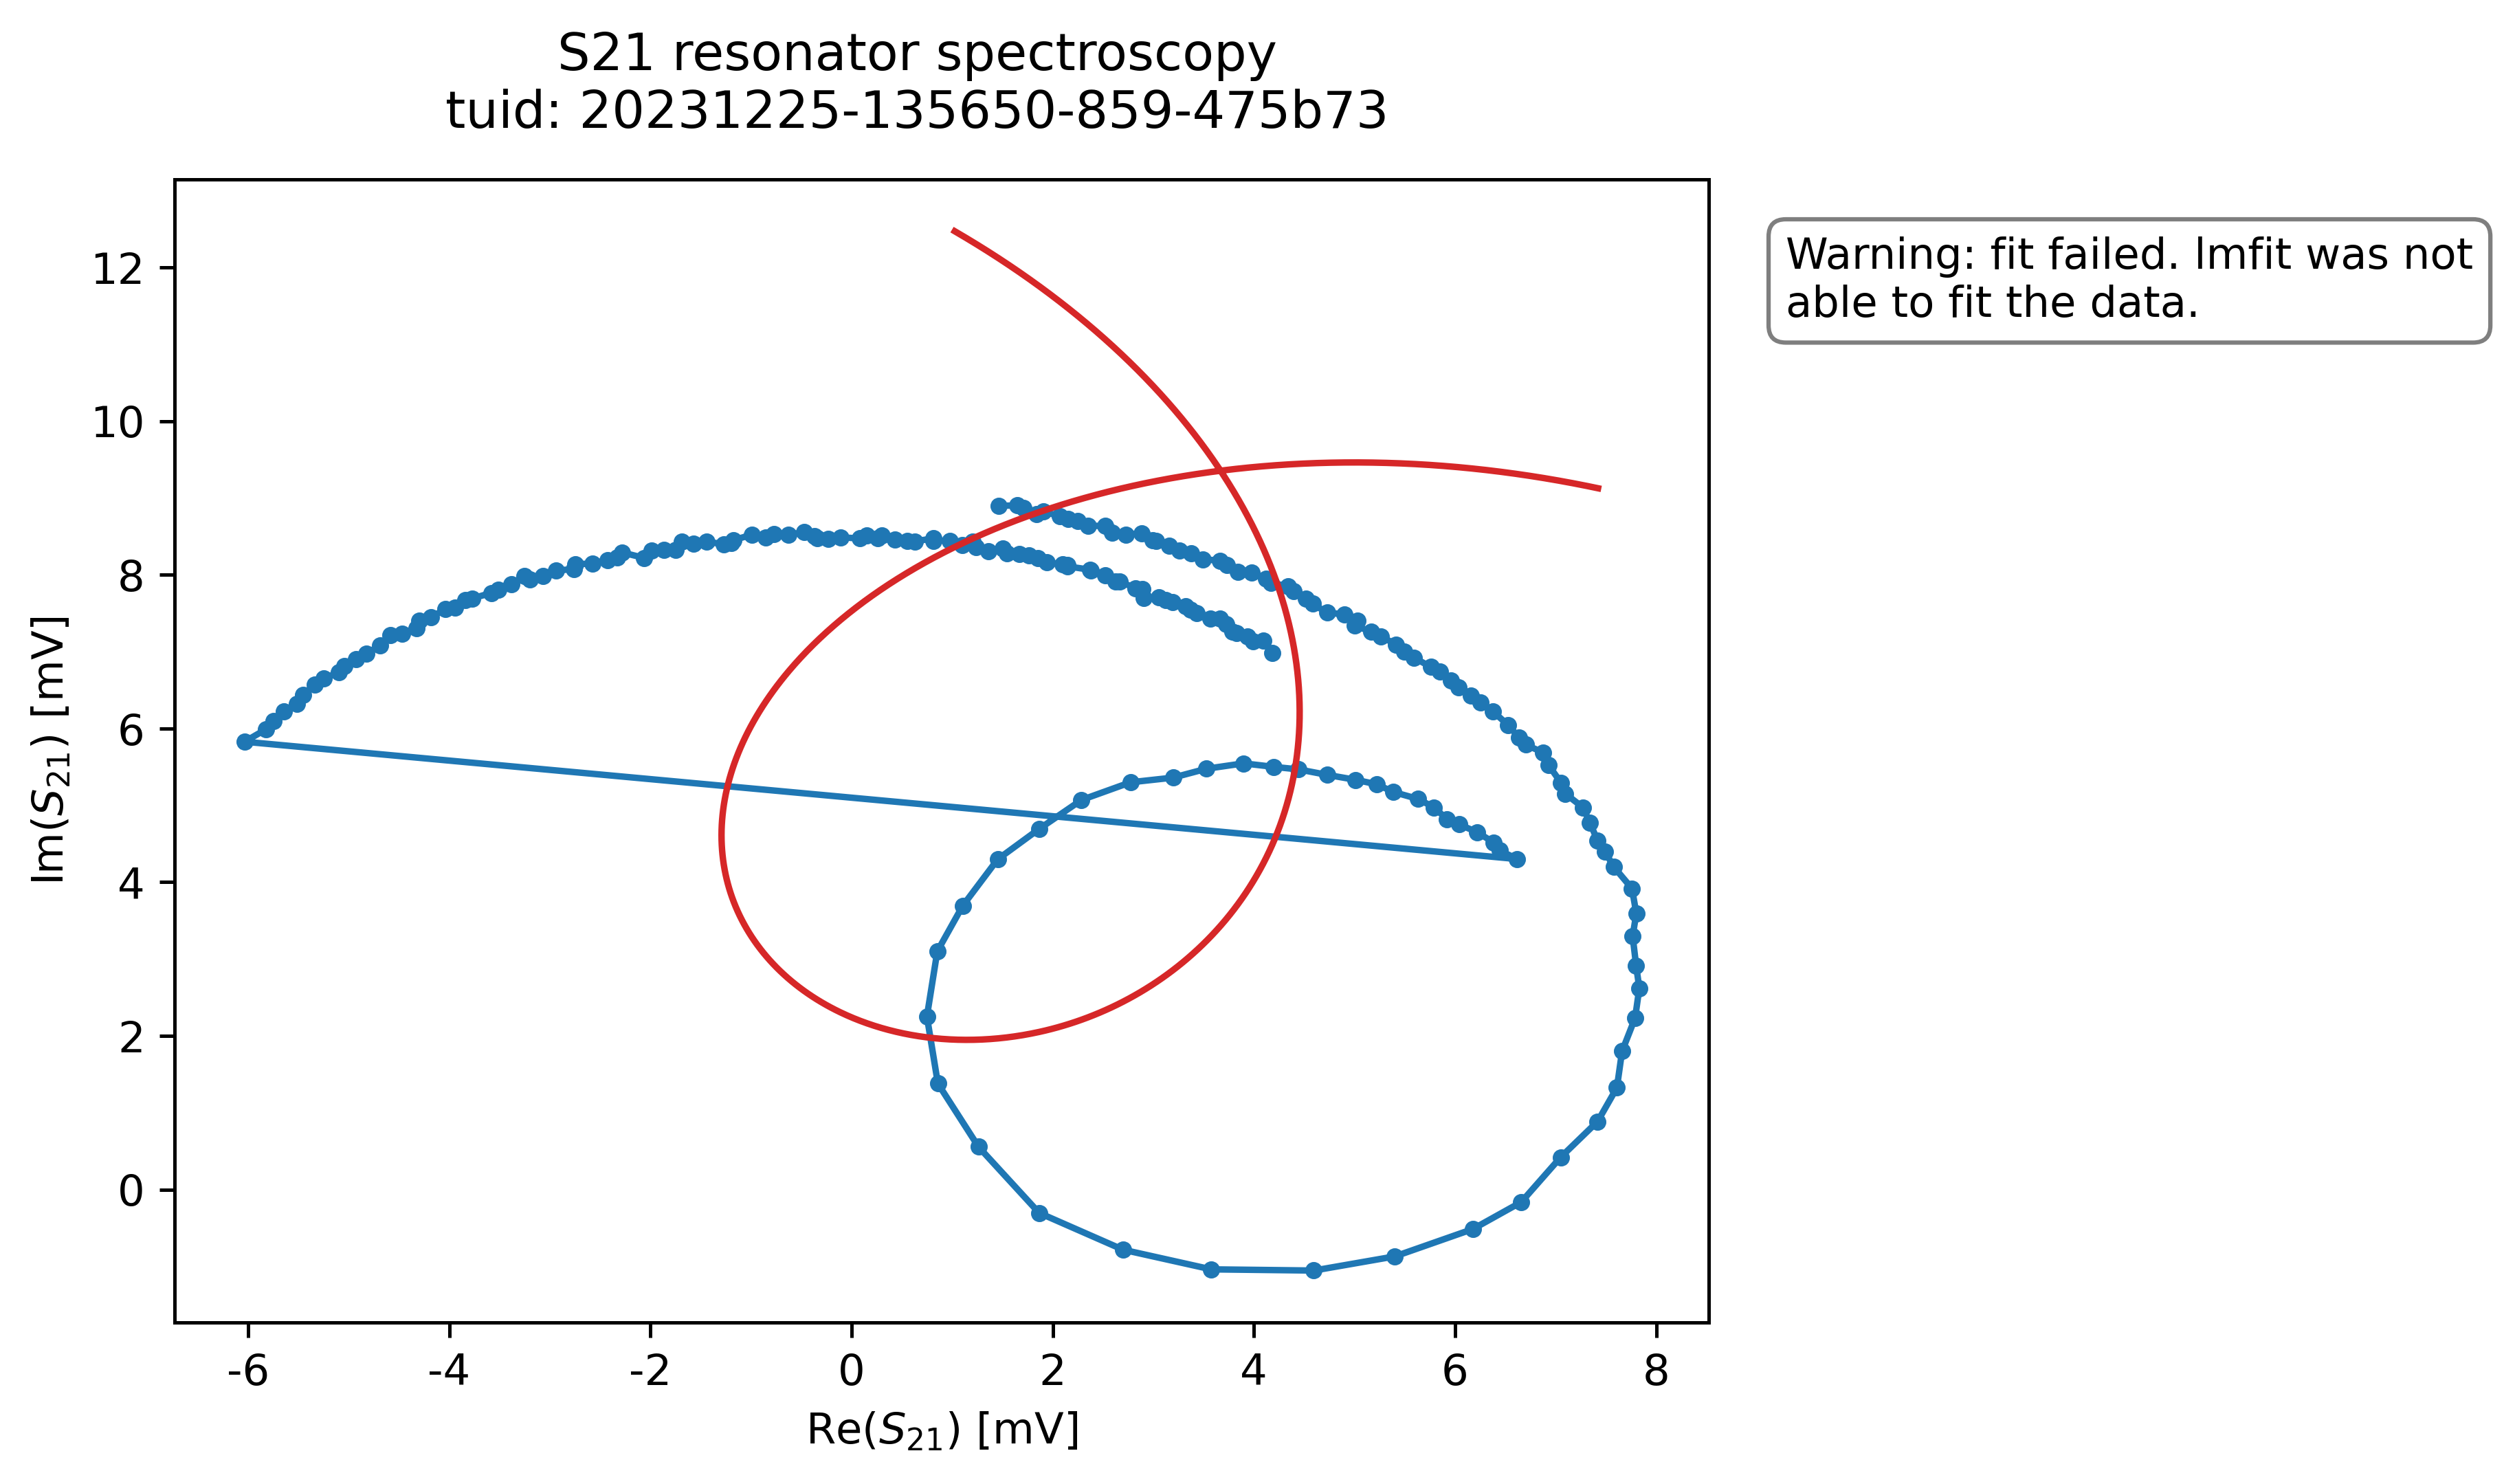 S21 resonator spectroscopy
tuid: 20231225-135650-859-475b73
Warning: fit failed. lmfit was not
able to fit the data.
12
10
8
6
4
2
0
Im(S21) [mV]
-6 -4 -2 0 2 4 6 8
Re(S21) [mV]